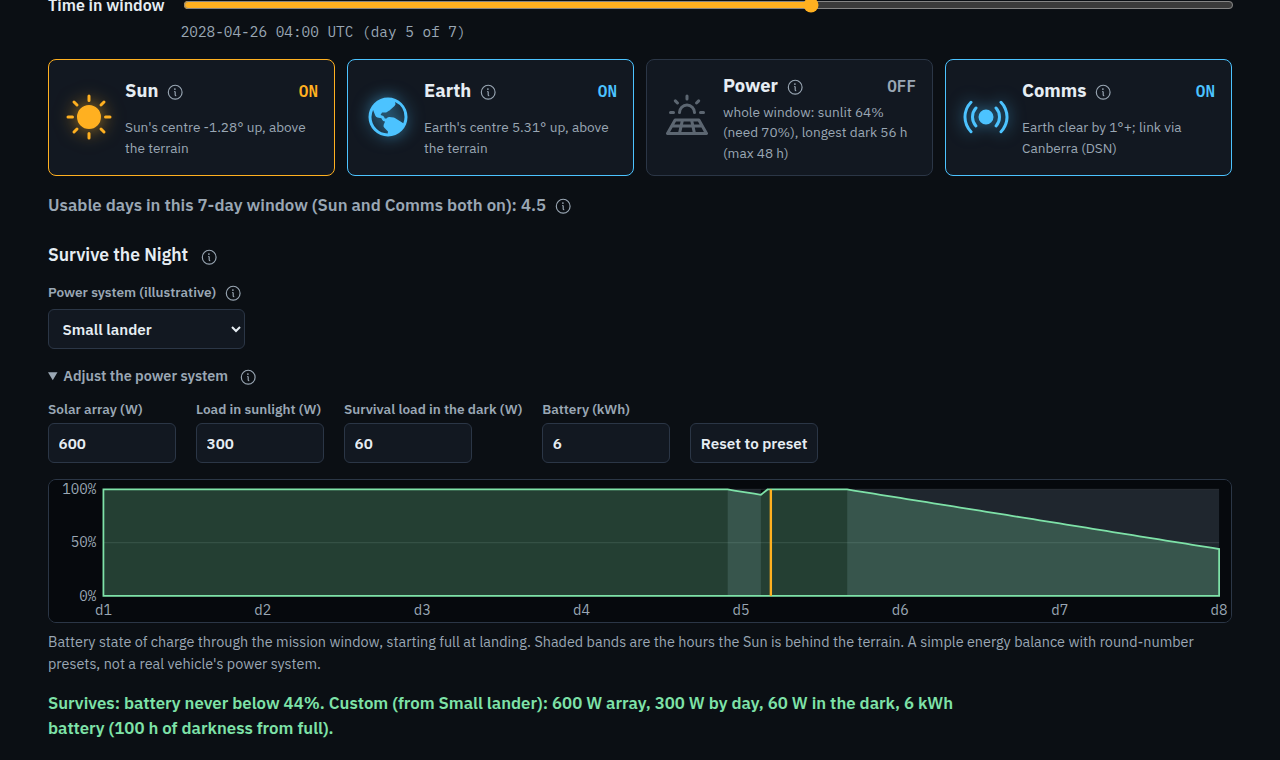 Time in window
2028-04-26 04:00 UTC (day 5 of 7)
Sun ON
Sun's centre -1.28° up, above
the terrain
Earth ON
Earth's centre 5.31° up, above
the terrain
Power OFF
whole window: sunlit 64%
(need 70%), longest dark 56 h
(max 48 h)
Comms ON
Earth clear by 1°+; link via
Canberra (DSN)
Usable days in this 7-day window (Sun and Comms both on): 4.5
Survive the Night
Power system (illustrative)
Small lander
Adjust the power system
Solar array (W) Load in sunlight (W) Survival load in the dark (W) Battery (kWh)
600 300 60 6 Reset to preset
100%
50%
0%
d1 d2 d3 d4 d5 d6 d7 d8
Battery state of charge through the mission window, starting full at landing. Shaded bands are the hours the Sun is behind the terrain. A simple energy balance with round-number
presets, not a real vehicle's power system.
Survives: battery never below 44%. Custom (from Small lander): 600 W array, 300 W by day, 60 W in the dark, 6 kWh
battery (100 h of darkness from full).